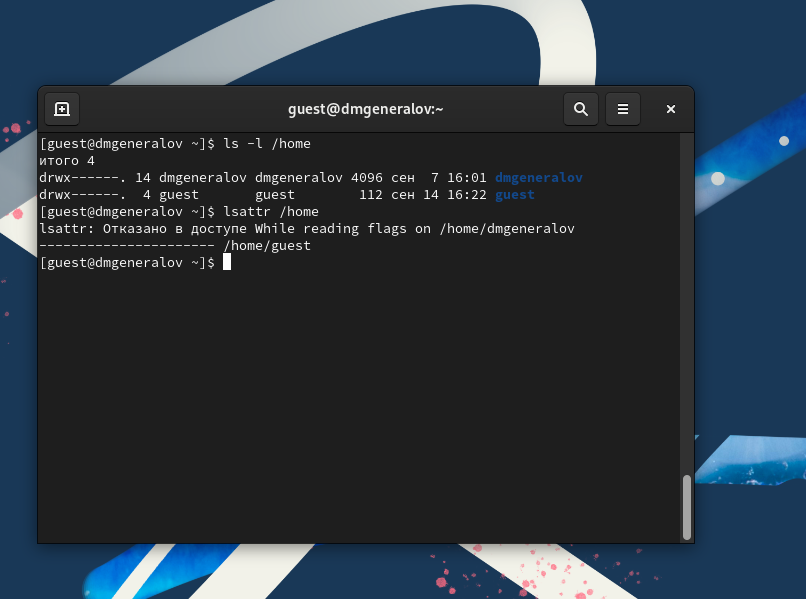 guest@dmgeneralov:~
[guest@dmgeneralov ~]$ ls -l /home
итого 4
drwx------. 14 dmgeneralov dmgeneralov 4096 сен  7 16:01 dmgeneralov
drwx------.  4 guest       guest        112 сен 14 16:22 guest
[guest@dmgeneralov ~]$ lsattr /home
lsattr: Отказано в доступе While reading flags on /home/dmgeneralov
---------------------- /home/guest
[guest@dmgeneralov ~]$